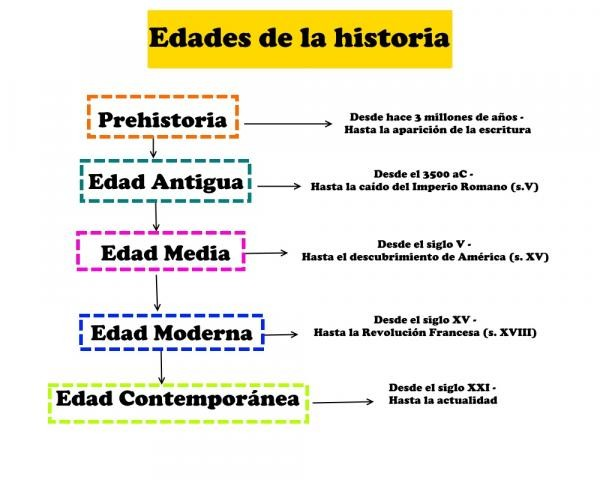 Edades de la historia
Prehistoria
Desde hace 3 millones de años -
Hasta la aparición de la escritura
Edad Antigua
Desde el 3500 aC -
Hasta la caído del Imperio Romano (s.V)
Edad Media
Desde el siglo V -
Hasta el descubrimiento de América (s. XV)
Edad Moderna
Desde el siglo XV -
Hasta la Revolución Francesa (s. XVIII)
Edad Contemporánea
Desde el siglo XXI -
Hasta la actualidad